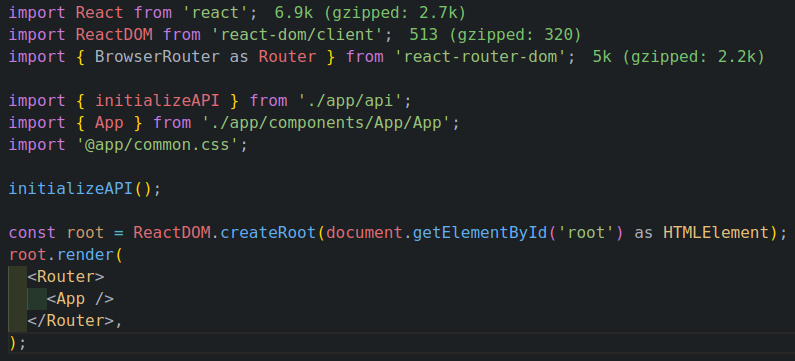 import React from 'react'; 6.9k (gzipped: 2.7k)
import ReactDOM from 'react-dom/client'; 513 (gzipped: 320)
import { BrowserRouter as Router } from 'react-router-dom'; 5k (gzipped: 2.2k)

import { initializeAPI } from './app/api';
import { App } from './app/components/App/App';
import '@app/common.css';

initializeAPI();

const root = ReactDOM.createRoot(document.getElementById('root') as HTMLElement);
root.render(
  <Router>
    <App />
  </Router>,
);